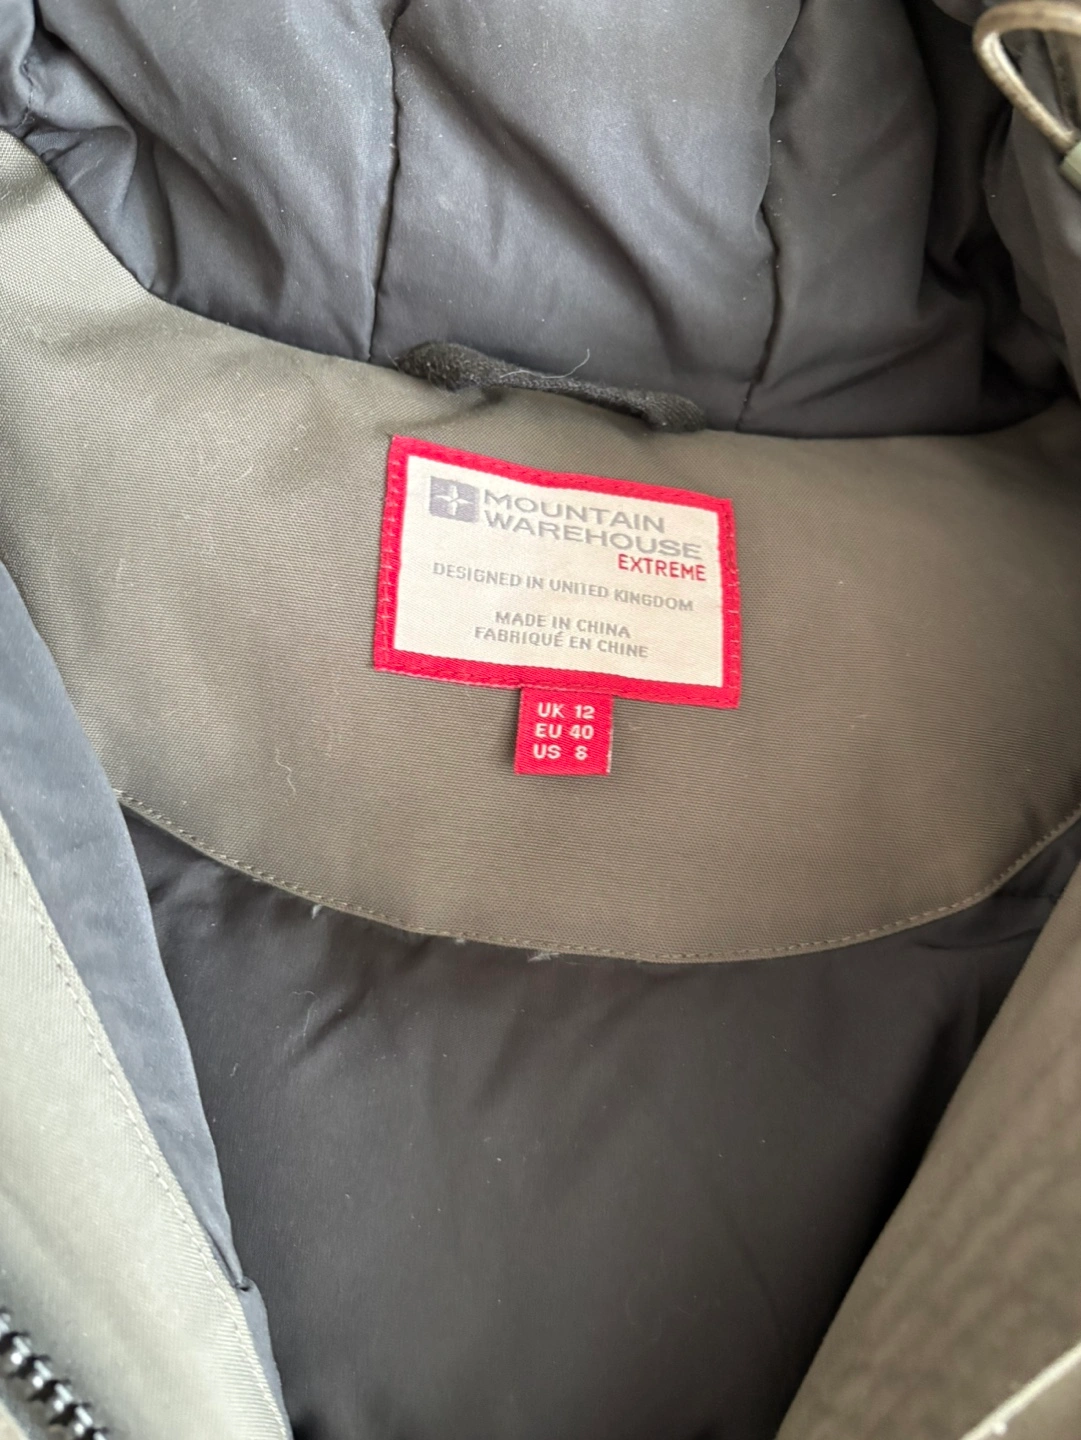 MOUNTAIN
WAREHOUSE
EXTREME
DESIGNED IN UNITED KINGDOM
MADE IN CHINA
FABRIQUÉ EN CHINE
UK 12
EU 40
US 8